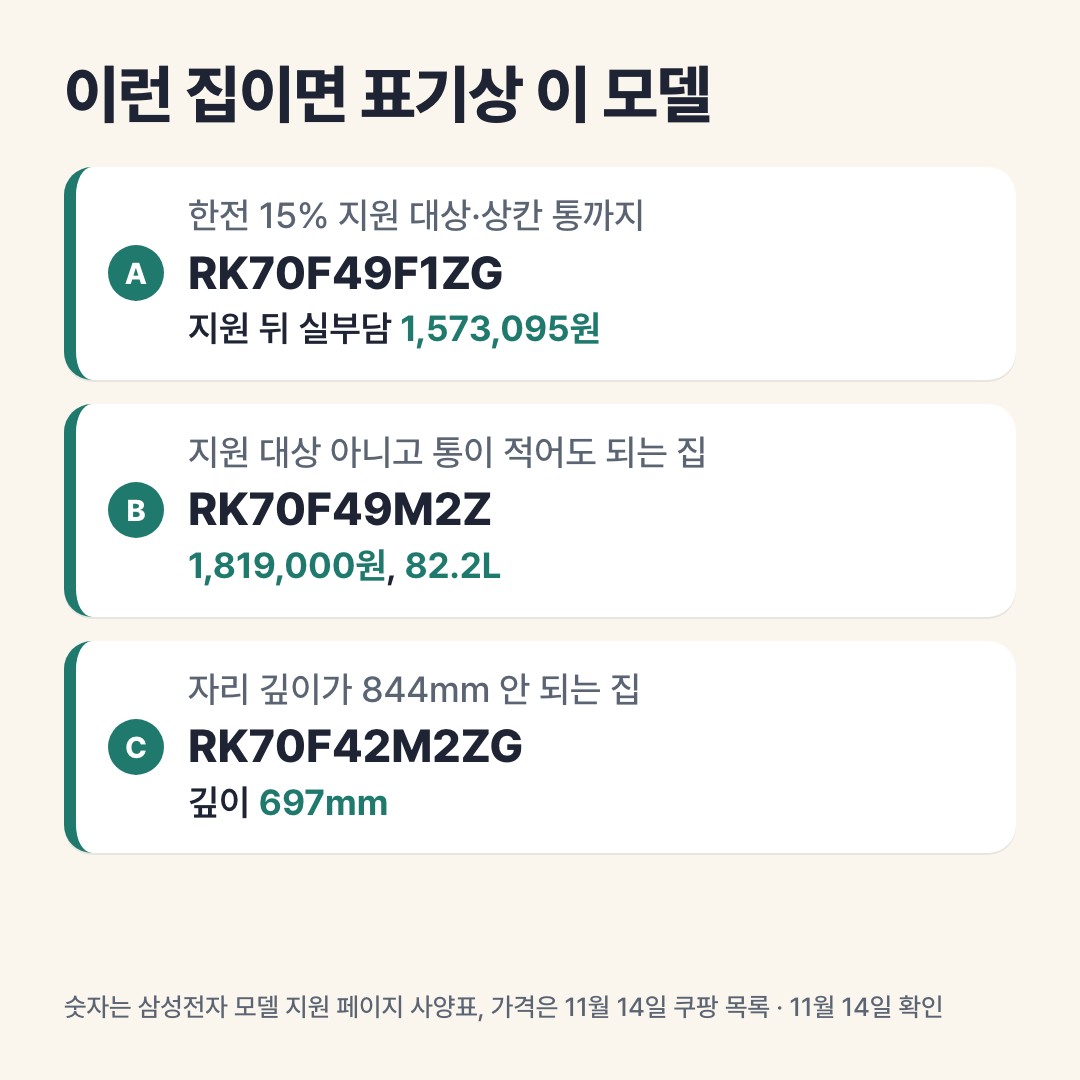 이런 집이면 표기상 이 모델
한전 15% 지원 대상·상칸 통까지
A
RK70F49F1ZG
지원 뒤 실부담 1,573,095원
지원 대상 아니고 통이 적어도 되는 집
B
RK70F49M2Z
1,819,000원, 82.2L
자리 깊이가 844mm 안 되는 집
C
RK70F42M2ZG
깊이 697mm
숫자는 삼성전자 모델 지원 페이지 사양표, 가격은 11월 14일 쿠팡 목록 · 11월 14일 확인